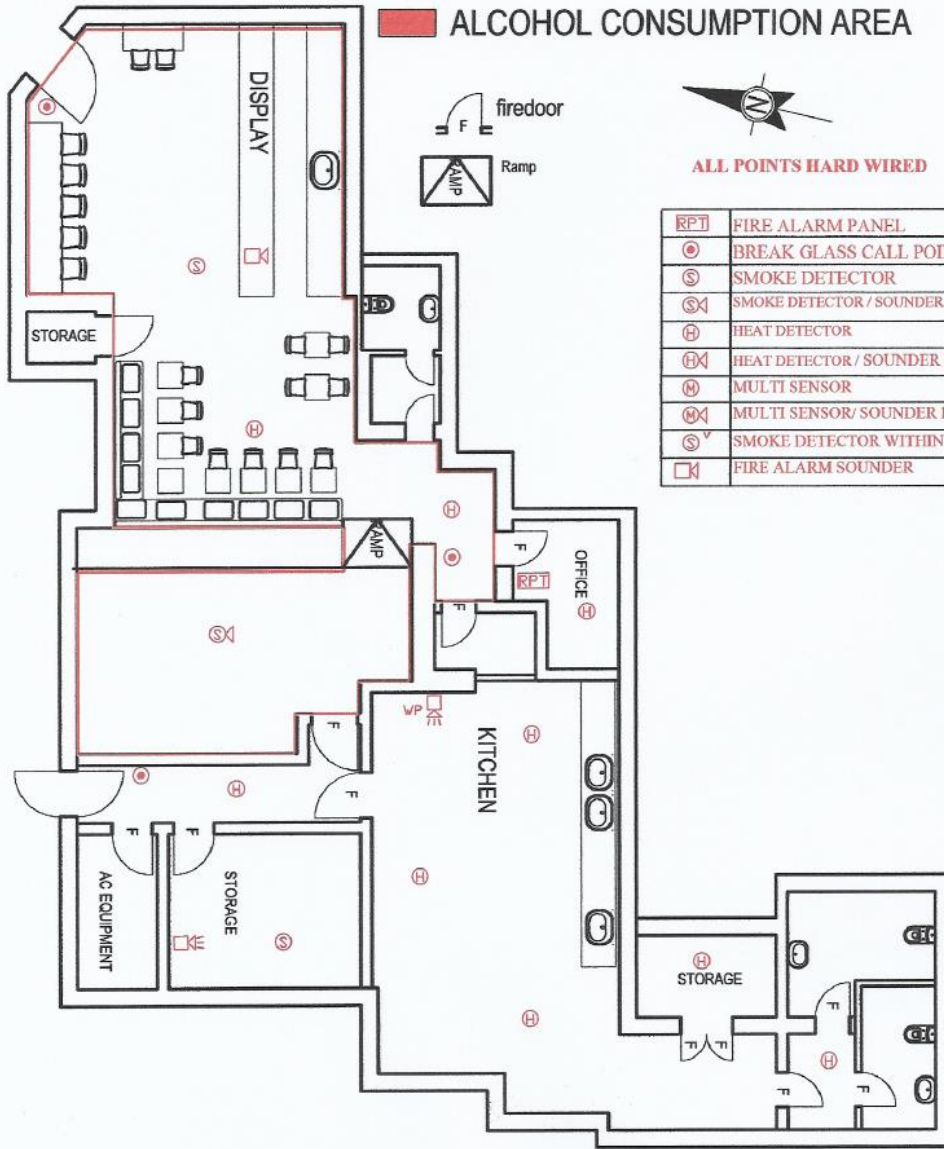 ALCOHOL CONSUMPTION AREA
firedoor
F
N
RAMP
Ramp
ALL POINTS HARD WIRED
RPT FIRE ALARM PANEL
BREAK GLASS CALL
S SMOKE DETECTOR
S SMOKE DETECTOR / SOUNDER
H HEAT DETECTOR
H HEAT DETECTOR / SOUNDER
M MULTI SENSOR
M MULTI SENSOR/ SOUNDER
S V SMOKE DETECTOR WITHIN
FIRE ALARM SOUNDER
DISPLAY
S
STORAGE
H
H
RAMP
F
OFFICE
RPT
H
F
S
WP
KITCHEN
H
F
H
F
F
F
AC EQUIPMENT
STORAGE
S
H
H
STORAGE
H
F
F
F
H
F
F